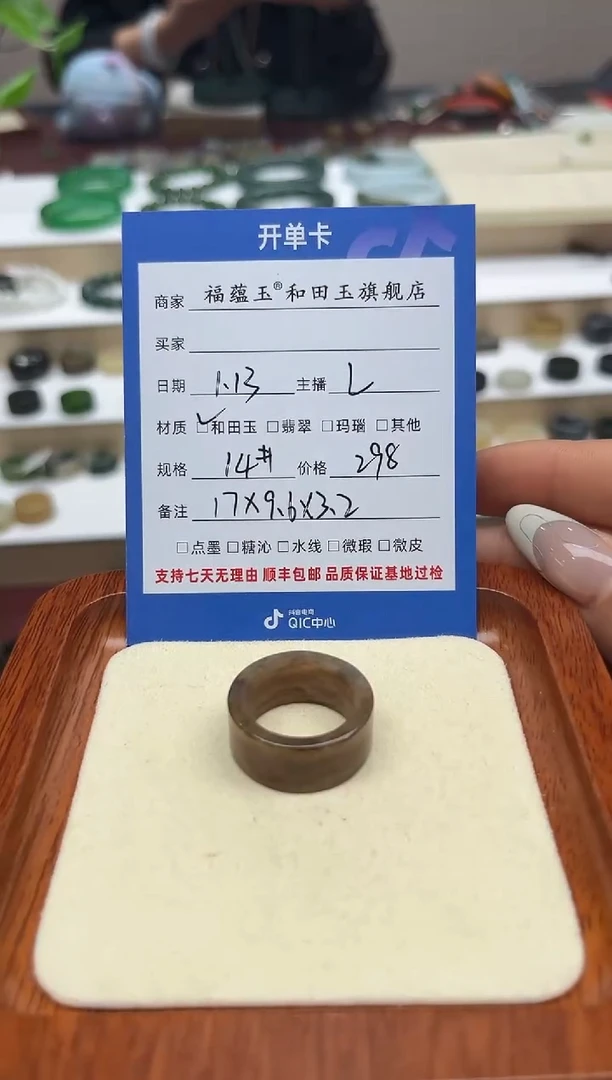 开单卡
商家 福蕴玉®和田玉旗舰店
买家
日期 1.13 主播 L
材质 ☑和田玉 □翡翠 □玛瑙 □其他
规格 14# 价格 298
备注 17X9.6X3.2
□点墨 □糖沁 □水线 □微瑕 □微皮
支持七天无理由 顺丰包邮 品质保证基地过检
抖音电商
QIC中心